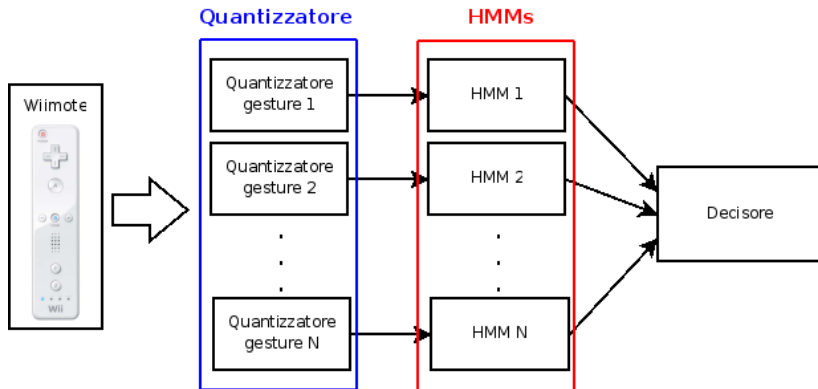 Quantizzatore
HMMs
Wiimote
Quantizzatore
gesture 1
HMM 1
Quantizzatore
gesture 2
HMM 2
Decisore
Quantizzatore
gesture N
HMM N
Wii